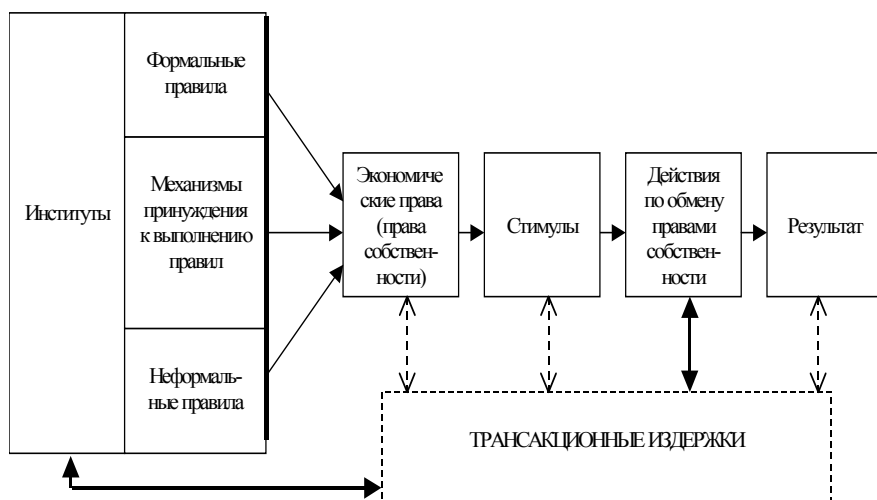 Институты
Формальные
правила
Механизмы
принуждения
к выполнению
правил
Неформаль-
ные правила
Экономиче
ские права
(права
собствен-
ности)
Стимулы
Действия
по обмену
правами
собствен-
ности
Результат
ТРАНСАКЦИОННЫЕ ИЗДЕРЖКИ